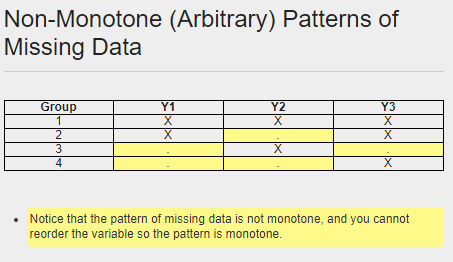 Non-Monotone (Arbitrary) Patterns of
Missing Data
Group Y1 Y2 Y3
1 X X X
2 X . X
3 . X .
4 . . X
• Notice that the pattern of missing data is not monotone, and you cannot
reorder the variable so the pattern is monotone.